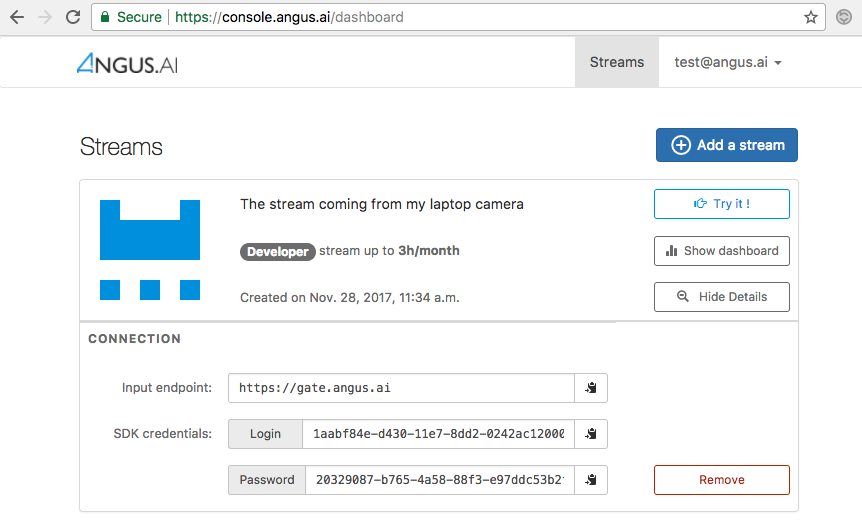 Secure https://console.angus.ai/dashboard
ANGUS.AI Streams test@angus.ai
Streams
Add a stream
The stream coming from my laptop camera
Try it !
Developer stream up to 3h/month
Show dashboard
Created on Nov. 28, 2017, 11:34 a.m.
Hide Details
CONNECTION
Input endpoint: https://gate.angus.ai
SDK credentials: Login 1aabf84e-d430-11e7-8dd2-0242ac12000
Password 20329087-b765-4a58-88f3-e97ddc53b2
Remove